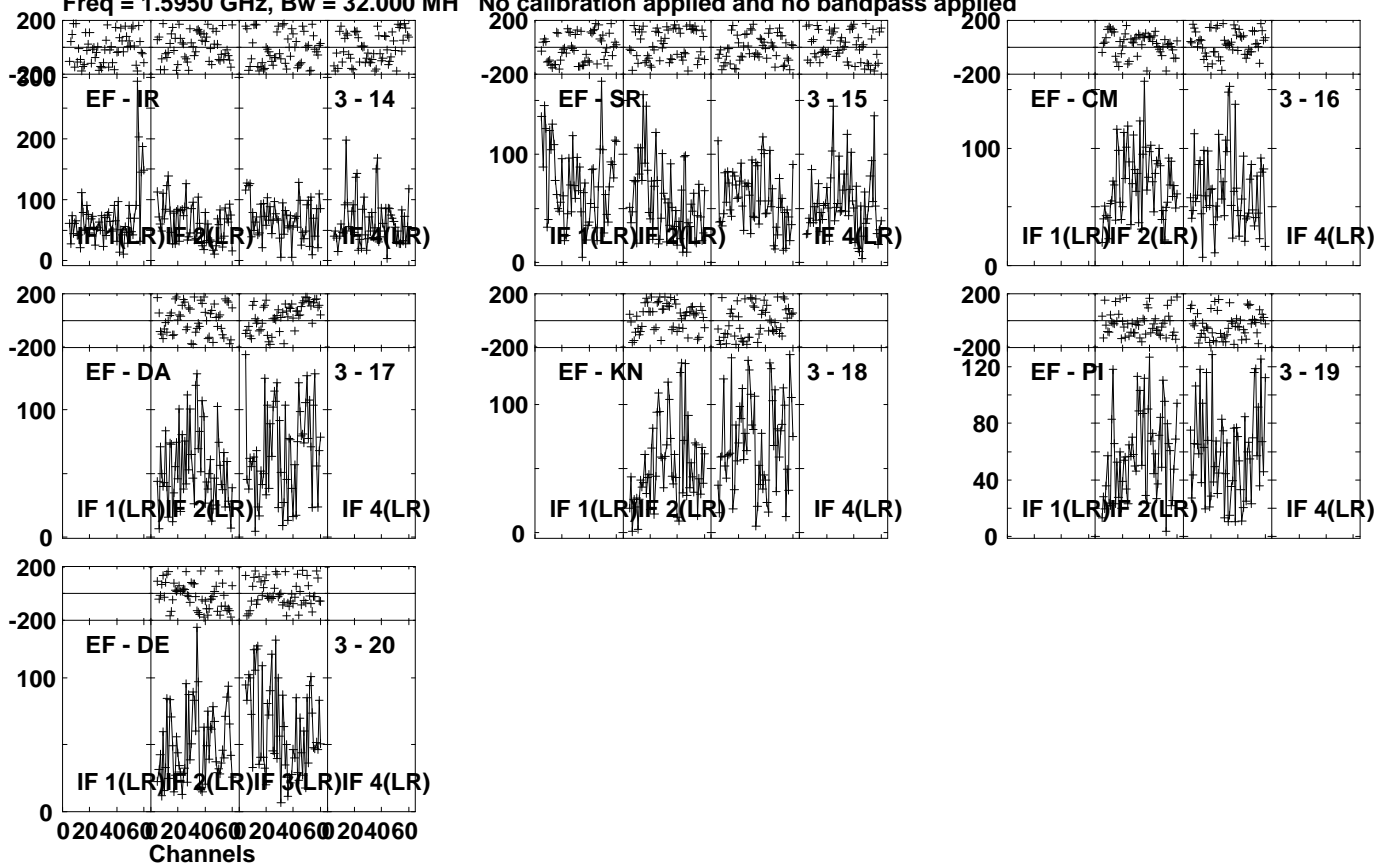 Freq = 1.5950 GHz, Bw = 32.000 MH No calibration applied and no bandpass applied
200
-200
EF - IR
3 - 14
200
100
0
IF 1(LR)
IF 2(LR)
IF 4(LR)
200
-200
EF - SR
3 - 15
100
0
IF 1(LR)
IF 2(LR)
IF 4(LR)
200
-200
EF - CM
3 - 16
100
0
IF 1(LR)
IF 2(LR)
IF 4(LR)
200
-200
EF - DA
3 - 17
100
0
IF 1(LR)
IF 2(LR)
IF 4(LR)
200
-200
EF - KN
3 - 18
100
0
IF 1(LR)
IF 2(LR)
IF 4(LR)
200
-200
EF - PI
3 - 19
120
80
40
0
IF 1(LR)
IF 2(LR)
IF 4(LR)
200
-200
EF - DE
3 - 20
100
0
IF 1(LR)
IF 2(LR)
IF 3(LR)
IF 4(LR)
0 20 40 60 0 20 40 60 0 20 40 60 0 20 40 60
Channels